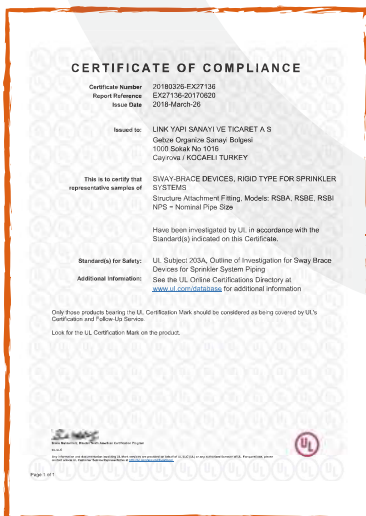 CERTIFICATE OF COMPLIANCE
Certificate Number 20180326-EX27136
Report Reference EX27136-20170620
Issue Date 2018-March-26
Issued to: LINK YAPI SANAYI VE TICARET A S
Gebze Organize Sanayi Bolgesi
1000 Sokak No 1016
Cayirova / KOCAELI TURKEY
This is to certify that SWAY-BRACE DEVICES, RIGID TYPE FOR SPRINKLER
representative samples of SYSTEMS
Structure Attachment Fitting, Models: RSBA, RSBE, RSBI
NPS = Nominal Pipe Size
Have been investigated by UL in accordance with the
Standard(s) indicated on this Certificate.
Standard(s) for Safety: UL Subject 203A, Outline of Investigation for Sway Brace
Devices for Sprinkler System Piping
Additional Information: See the UL Online Certifications Directory at
www.ul.com/database for additional information
Only those products bearing the UL Certification Mark should be considered as being covered by UL's
Certification and Follow-Up Service.
Look for the UL Certification Mark on the product.
UL
Page 1 of 1